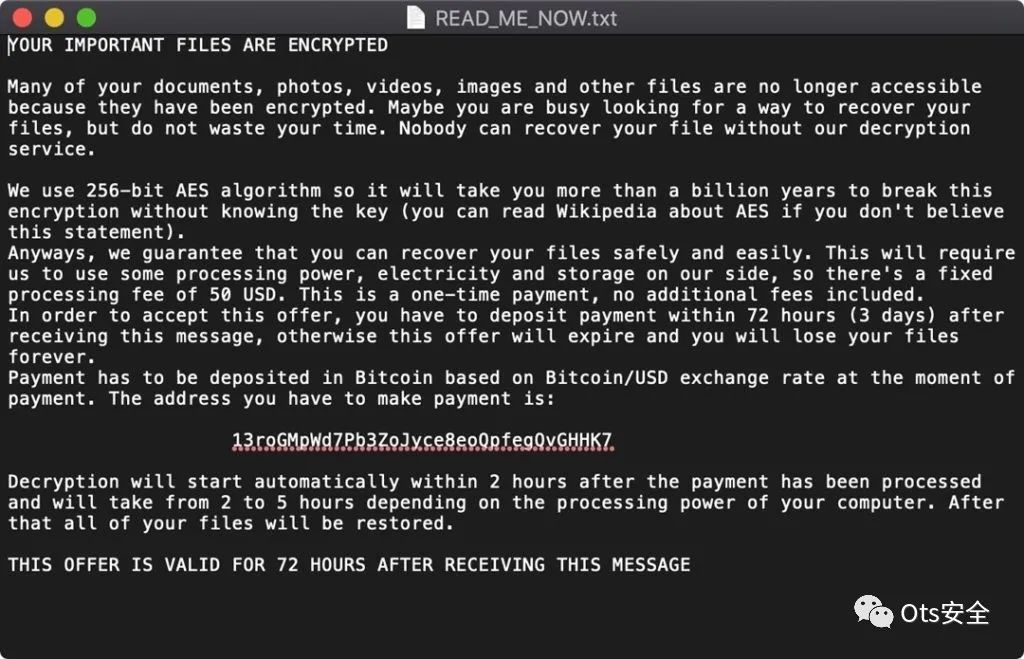 READ_ME_NOW.txt
YOUR IMPORTANT FILES ARE ENCRYPTED
Many of your documents, photos, videos, images and other files are no longer accessible
because they have been encrypted. Maybe you are busy looking for a way to recover your
files, but do not waste your time. Nobody can recover your file without our decryption
service.
We use 256-bit AES algorithm so it will take you more than a billion years to break this
encryption without knowing the key (you can read Wikipedia about AES if you don't believe
this statement).
Anyways, we guarantee that you can recover your files safely and easily. This will require
us to use some processing power, electricity and storage on our side, so there's a fixed
processing fee of 50 USD. This is a one-time payment, no additional fees included.
In order to accept this offer, you have to deposit payment within 72 hours (3 days) after
receiving this message, otherwise this offer will expire and you will lose your files
forever.
Payment has to be deposited in Bitcoin based on Bitcoin/USD exchange rate at the moment of
payment. The address you have to make payment is:
13roGMpWd7Pb3ZoJyce8eoQpfegQvGHHK7
Decryption will start automatically within 2 hours after the payment has been processed
and will take from 2 to 5 hours depending on the processing power of your computer. After
that all of your files will be restored.
THIS OFFER IS VALID FOR 72 HOURS AFTER RECEIVING THIS MESSAGE
Ots安全